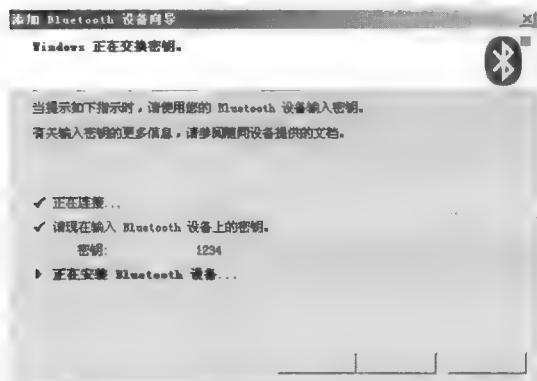 添加 Bluetooth 设备向导
Windows 正在交换密钥。
当提示如下指示时，请使用您的 Bluetooth 设备输入密钥。
有关输入密钥的更多信息，请参阅随同设备提供的文档。
正在连接...
请现在输入 Bluetooth 设备上的密钥。
密钥: 1234
正在安装 Bluetooth 设备...